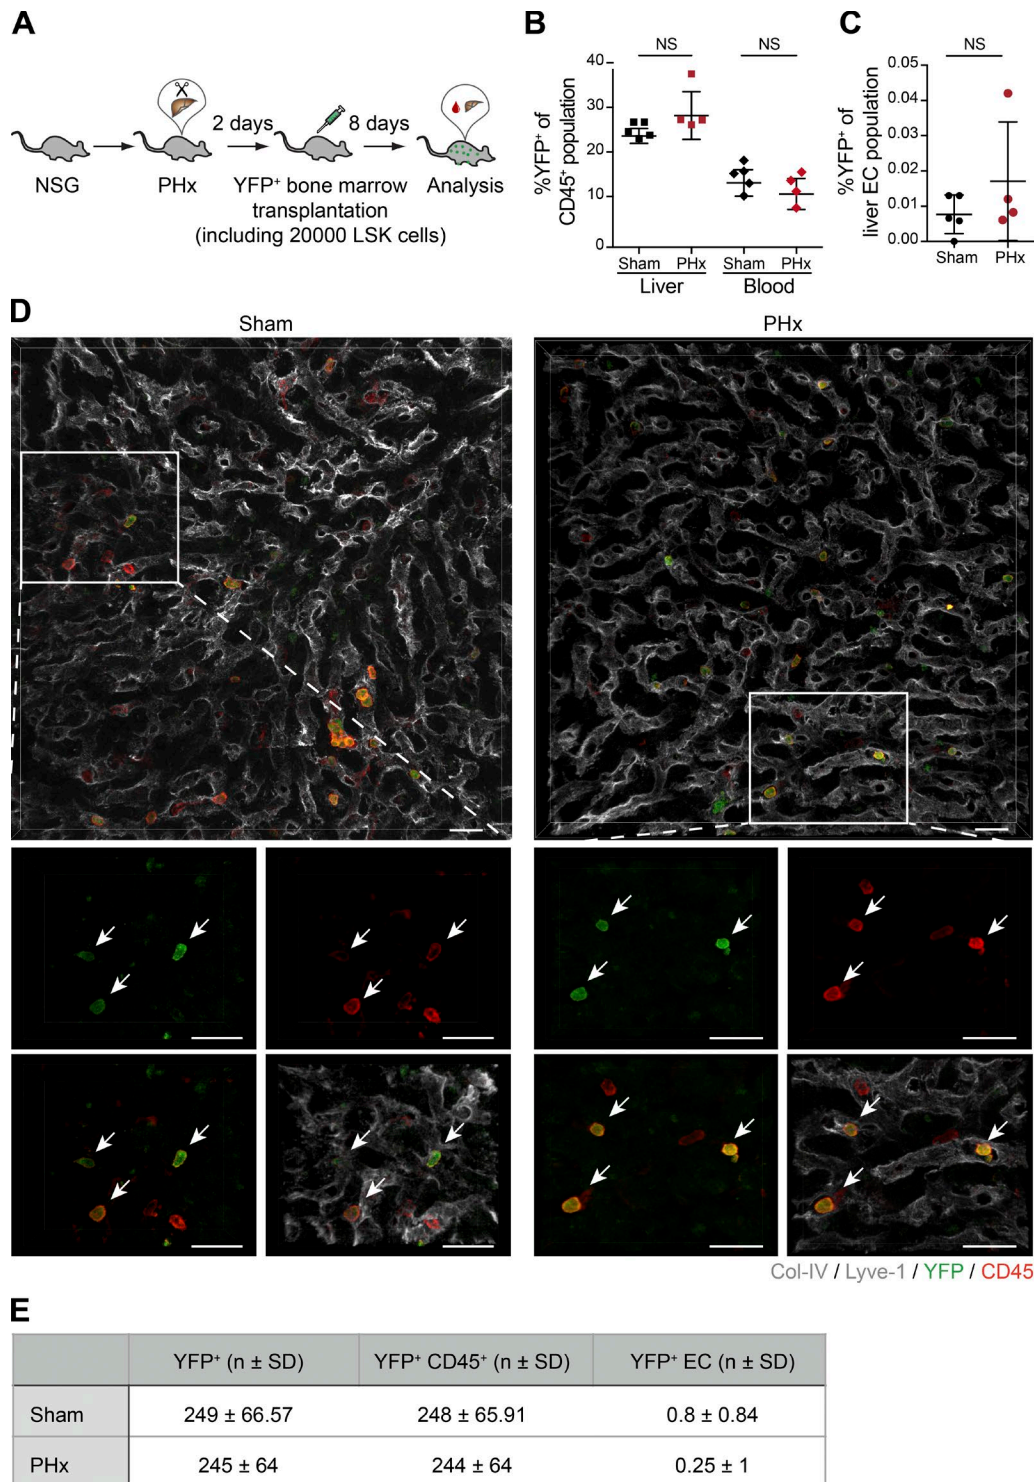 A
2 days
8 days
NSG
PHx
YFP⁺ bone marrow
transplantation
(including 20000 LSK cells)
Analysis
B
NS
NS
%YFP⁺ of
CD45⁺ population
40
30
20
10
0
Sham
PHx
Sham
PHx
Liver
Blood
C
NS
%YFP⁺ of
liver EC population
0.05
0.04
0.03
0.02
0.01
0.00
Sham
PHx
D
Sham
PHx
Col-IV / Lyve-1 / YFP / CD45
E
YFP⁺ (n ± SD)
YFP⁺ CD45⁺ (n ± SD)
YFP⁺ EC (n ± SD)
Sham
249 ± 66.57
248 ± 65.91
0.8 ± 0.84
PHx
245 ± 64
244 ± 64
0.25 ± 1